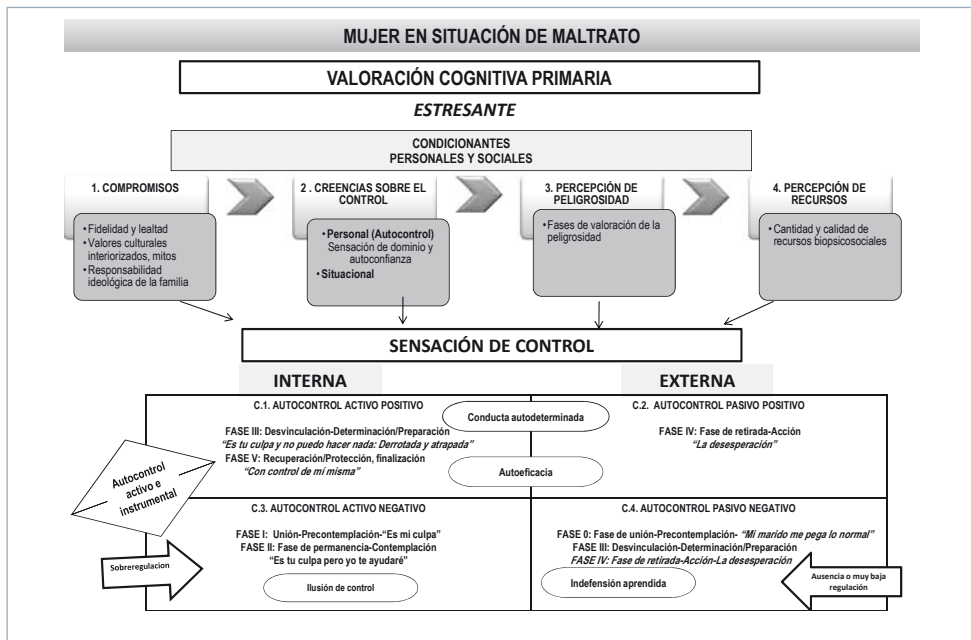 MUJER EN SITUACIÓN DE MALTRATO
VALORACIÓN COGNITIVA PRIMARIA
ESTRESANTE
CONDICIONANTES
PERSONALES Y SOCIALES
1. COMPROMISOS
• Fidelidad y lealtad
• Valores culturales
interiorizados, mitos
• Responsabilidad
ideológica de la familia
2 . CREENCIAS SOBRE EL
CONTROL
• Personal (Autocontrol)
Sensación de dominio y
autoconfianza
• Situacional
3. PERCEPCIÓN DE
PELIGROSIDAD
• Fases de valoración de la
peligrosidad
4. PERCEPCIÓN DE
RECURSOS
• Cantidad y calidad de
recursos biopsicosociales
SENSACIÓN DE CONTROL
INTERNA
EXTERNA
C.1. AUTOCONTROL ACTIVO POSITIVO
FASE III: Desvinculación-Determinación/Preparación
“Es tu culpa y no puedo hacer nada: Derrotada y atrapada”
FASE V: Recuperación/Protección, finalización
“Con control de mí misma”
Conducta autodeterminada
Autoeficacia
C.2. AUTOCONTROL PASIVO POSITIVO
FASE IV: Fase de retirada-Acción
“La desesperación”
Autocontrol
activo e
instrumental
C.3. AUTOCONTROL ACTIVO NEGATIVO
FASE I: Unión-Precontemplación-“Es mi culpa”
FASE II: Fase de permanencia-Contemplación
“Es tu culpa pero yo te ayudaré”
Sobreregulacion
Ilusión de control
C.4. AUTOCONTROL PASIVO NEGATIVO
FASE 0: Fase de unión-Precontemplación- “Mi marido me pega lo normal”
FASE III: Desvinculación-Determinación/Preparación
FASE IV: Fase de retirada-Acción-La desesperación
Indefensión aprendida
Ausencia o muy baja
regulación